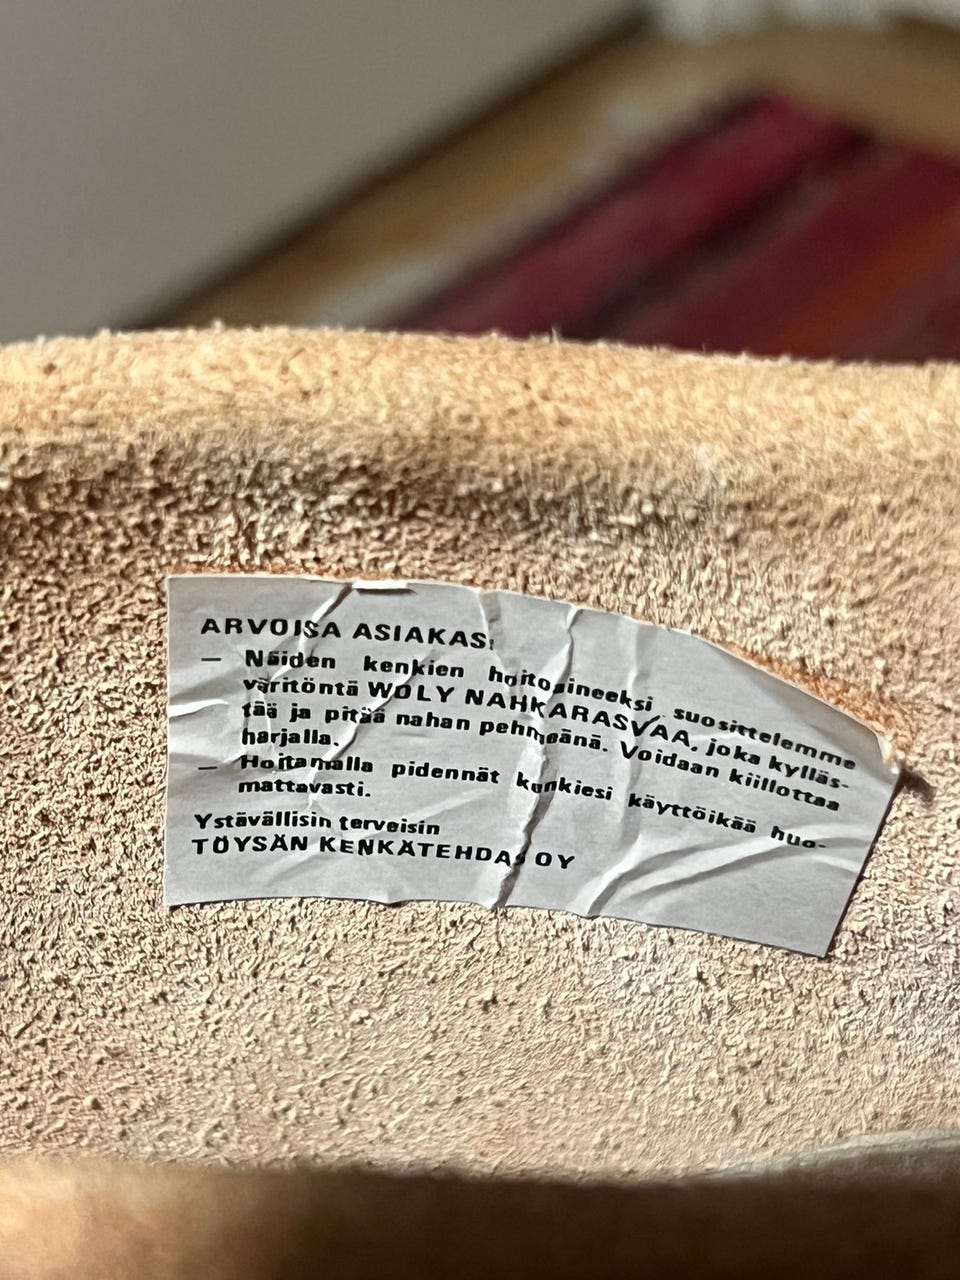 ARVOISA ASIAKAS:
— Näiden kenkien hoitoaineeksi suosittelemme
väritöntä WOLY NAHKARASVAA, joka kylläs-
tää ja pitää nahan pehmeänä. Voidaan kiillottaa
harjalla.
— Hoitamalla pidennät kenkiesi käyttöikää huo-
mattavasti.
Ystävällisin terveisin
TÖYSÄN KENKÄTEHDAS OY